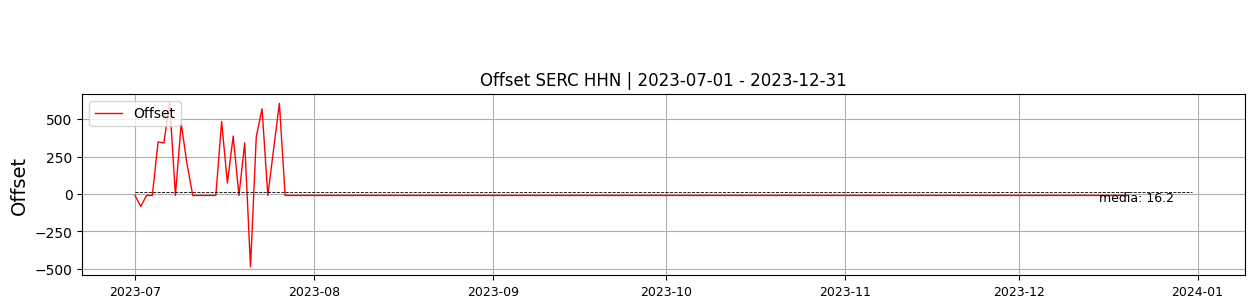 Offset SERC HHN | 2023-07-01 - 2023-12-31
Offset
Offset
500
250
0
−250
−500
media: 16.2
2023-07 2023-08 2023-09 2023-10 2023-11 2023-12 2024-01